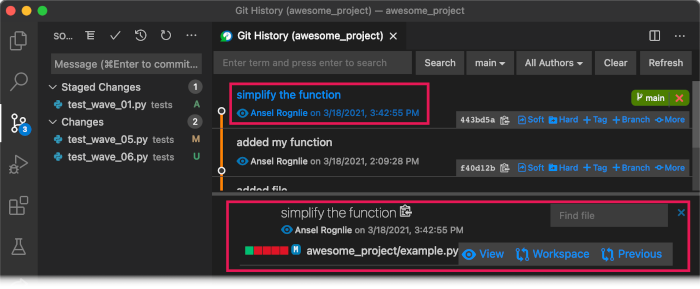 Git History (awesome_project) — awesome_project
SO...
Git History (awesome_project)
Message (⌘Enter to commit...
Enter term and press enter to search
Search
main
All Authors
Clear
Refresh
Staged Changes 1
test_wave_01.py tests A
Changes 2
test_wave_05.py tests M
test_wave_06.py tests U
3
simplify the function
main
Ansel Rognlie on 3/18/2021, 3:42:55 PM
443bd5a Soft Hard +Tag +Branch More
added my function
Ansel Rognlie on 3/18/2021, 2:09:28 PM
f40d12b Soft Hard +Tag +Branch More
added file
simplify the function
Find file
Ansel Rognlie on 3/18/2021, 3:42:55 PM
M awesome_project/example.py View Workspace Previous